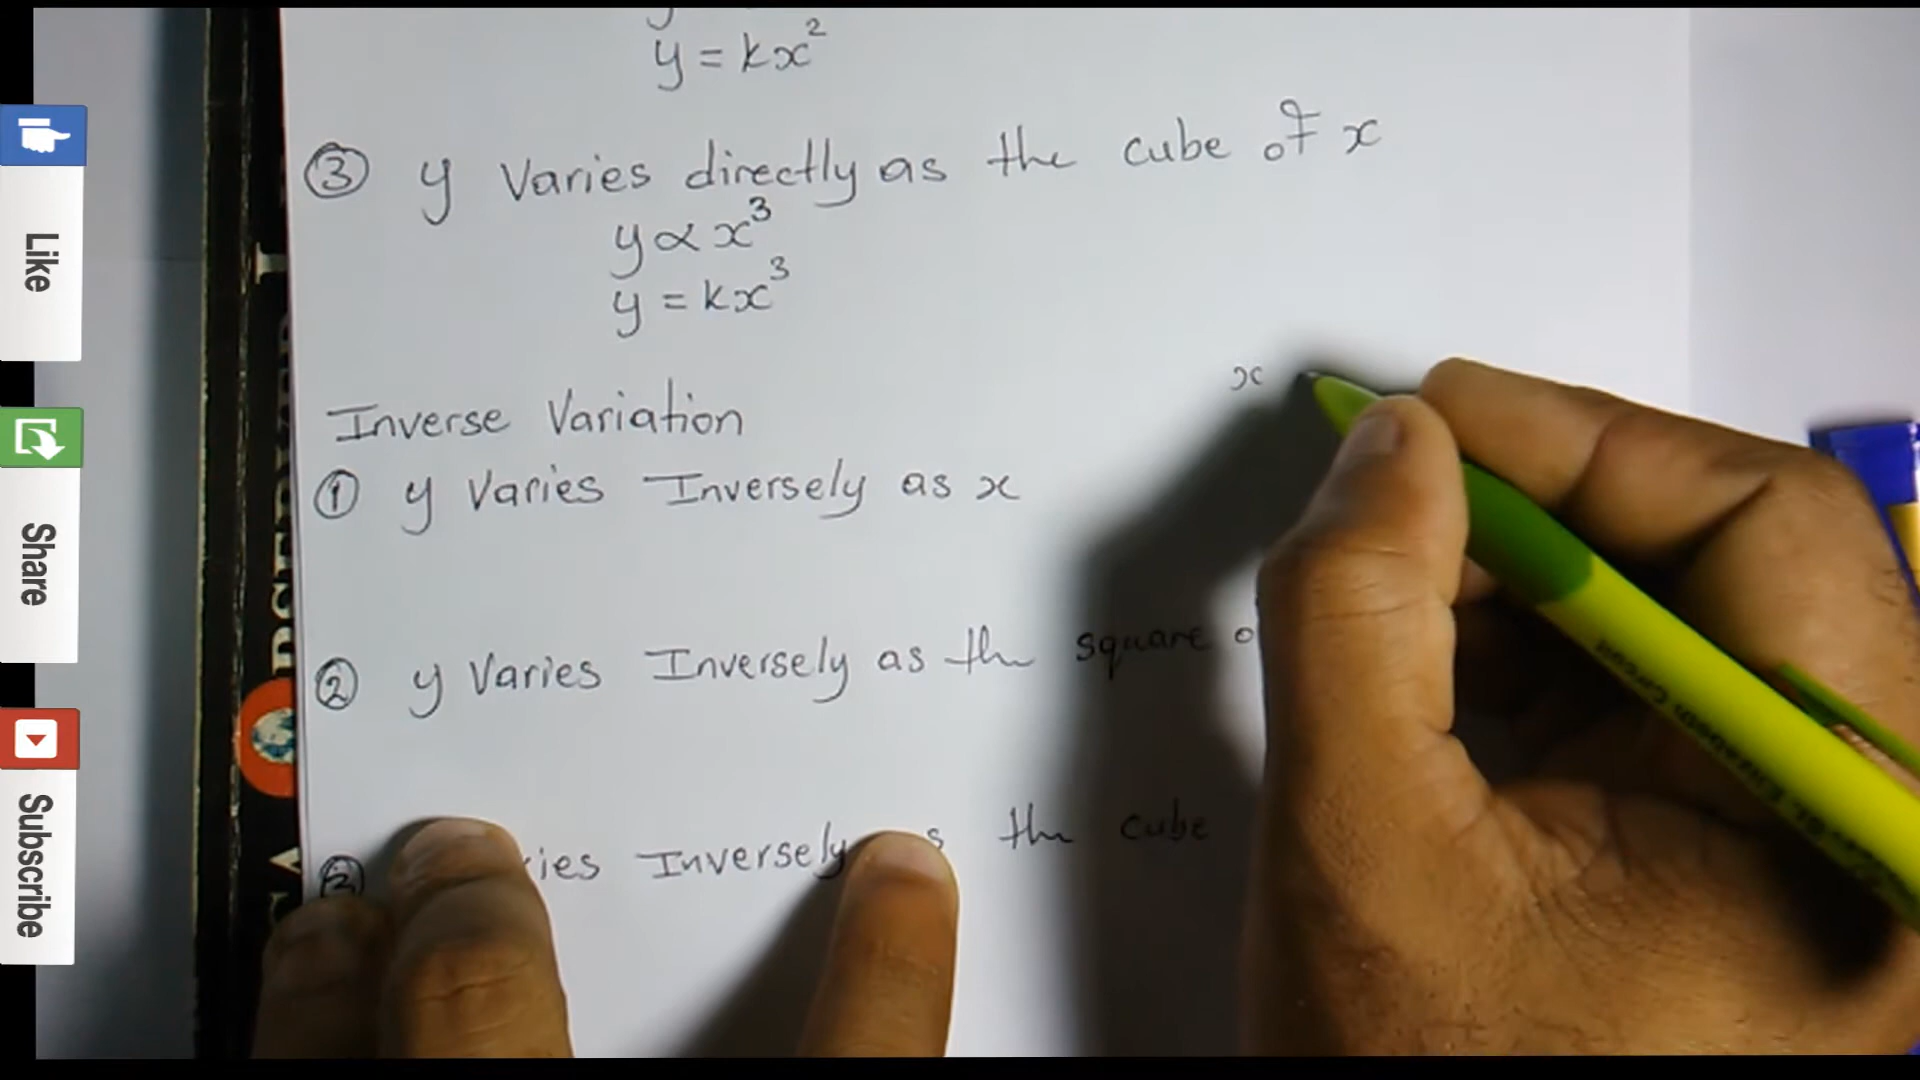 y = kx²
③ y Varies directly as the cube of x
y ∝ x³
y = kx³
x
Inverse Variation
① y Varies Inversely as x
② y Varies Inversely as the square
Inversely the cube
Like
Share
Subscribe